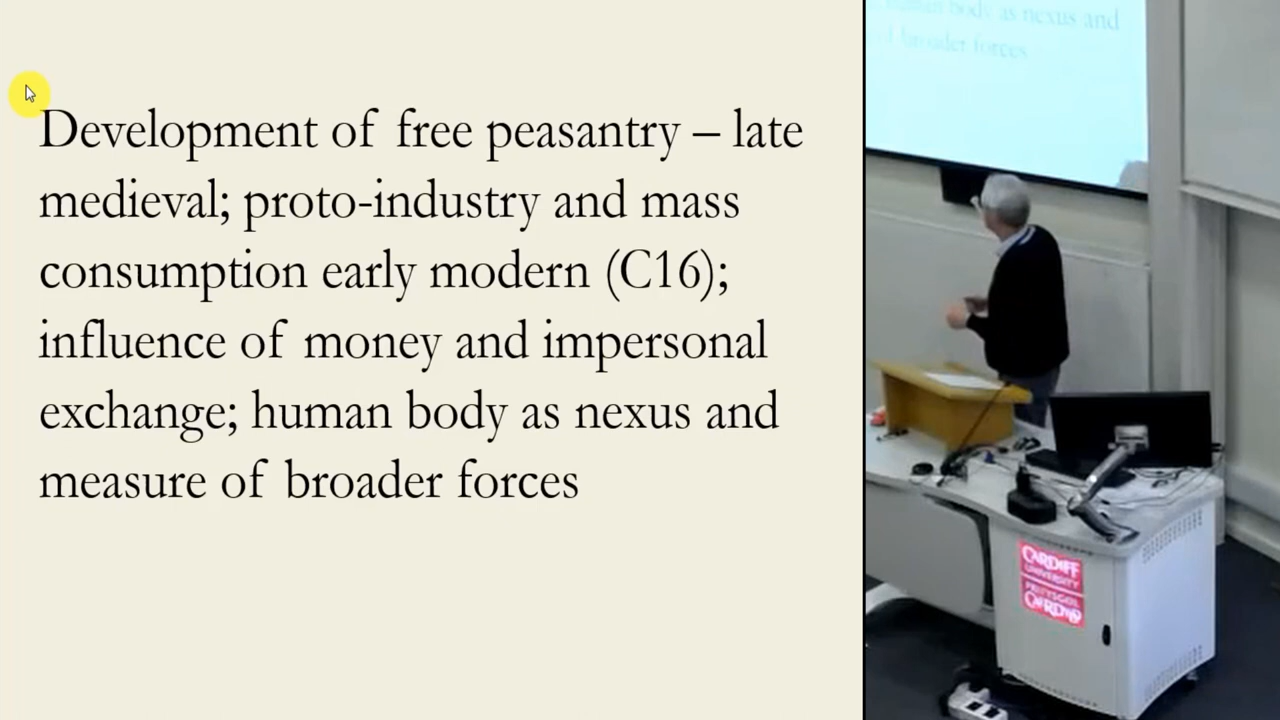 Development of free peasantry – late
medieval; proto-industry and mass
consumption early modern (C16);
influence of money and impersonal
exchange; human body as nexus and
measure of broader forces
human body as nexus and
broader forces
CARDIFF
UNIVERSITY
PRIFYSGOL
CAERDYDD